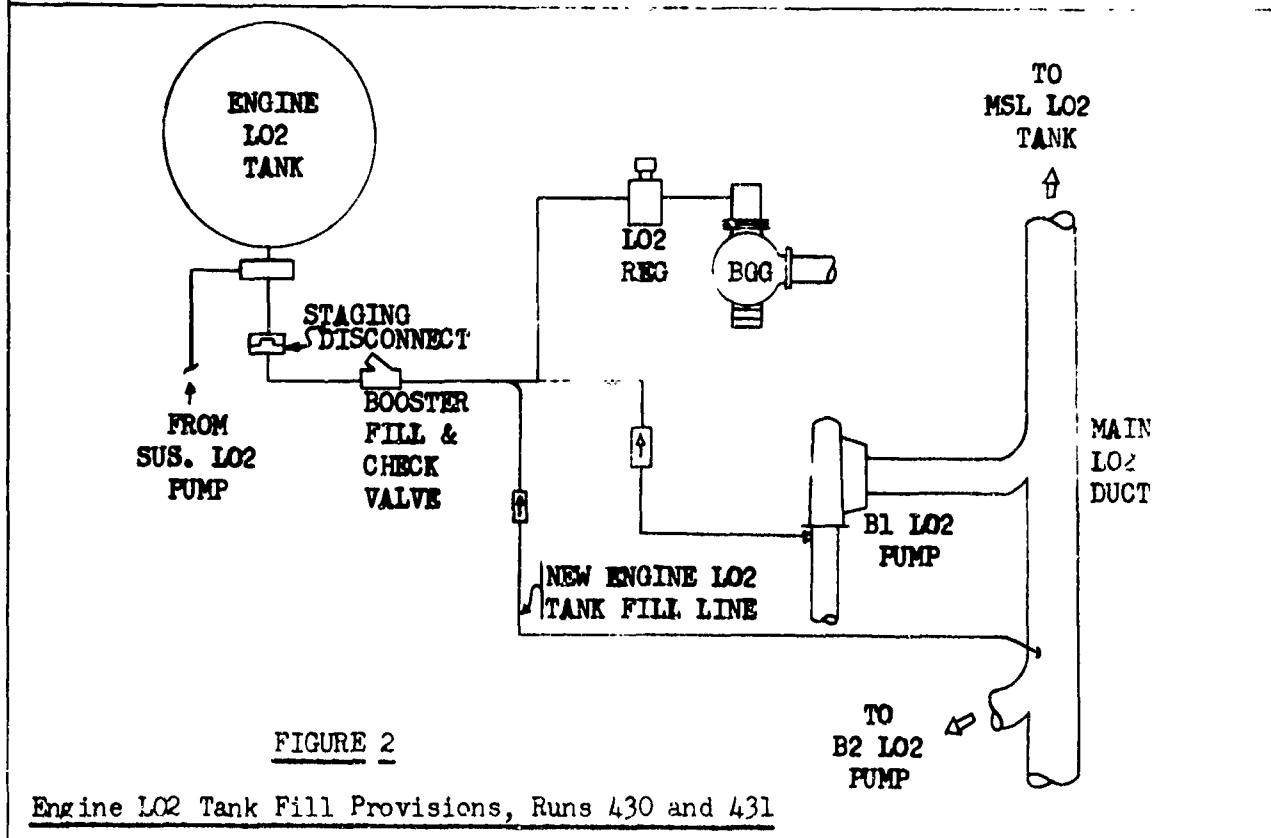 ENGINE
LO2
TANK
TO
MSL LO2
TANK
LO2
REG
BGG
STAGING
DISCONNECT
BOOSTER
FILL &
CHECK
VALVE
FROM
SUS. LO2
PUMP
MAIN
LO2
DUCT
B1 LO2
PUMP
NEW ENGINE LO2
TANK FILL LINE
TO
B2 LO2
PUMP
FIGURE 2
Engine LO2 Tank Fill Provisions, Runs 430 and 431